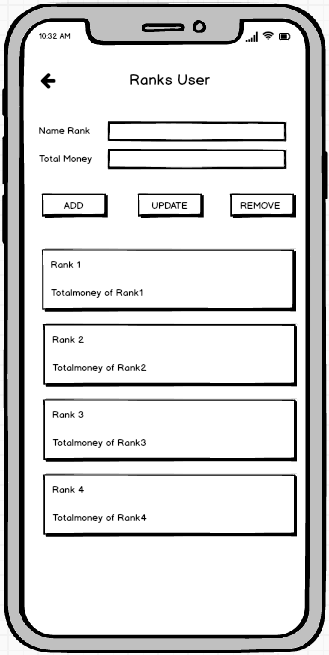 10:32 AM
Ranks User
Name Rank
Total Money
ADD UPDATE REMOVE
Rank 1
Totalmoney of Rank1
Rank 2
Totalmoney of Rank2
Rank 3
Totalmoney of Rank3
Rank 4
Totalmoney of Rank4